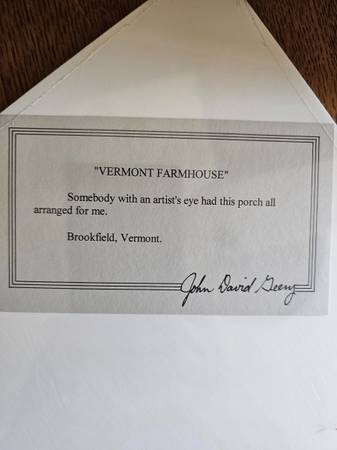 "VERMONT FARMHOUSE"
Somebody with an artist's eye had this porch all
arranged for me.
Brookfield, Vermont.
John David Geery